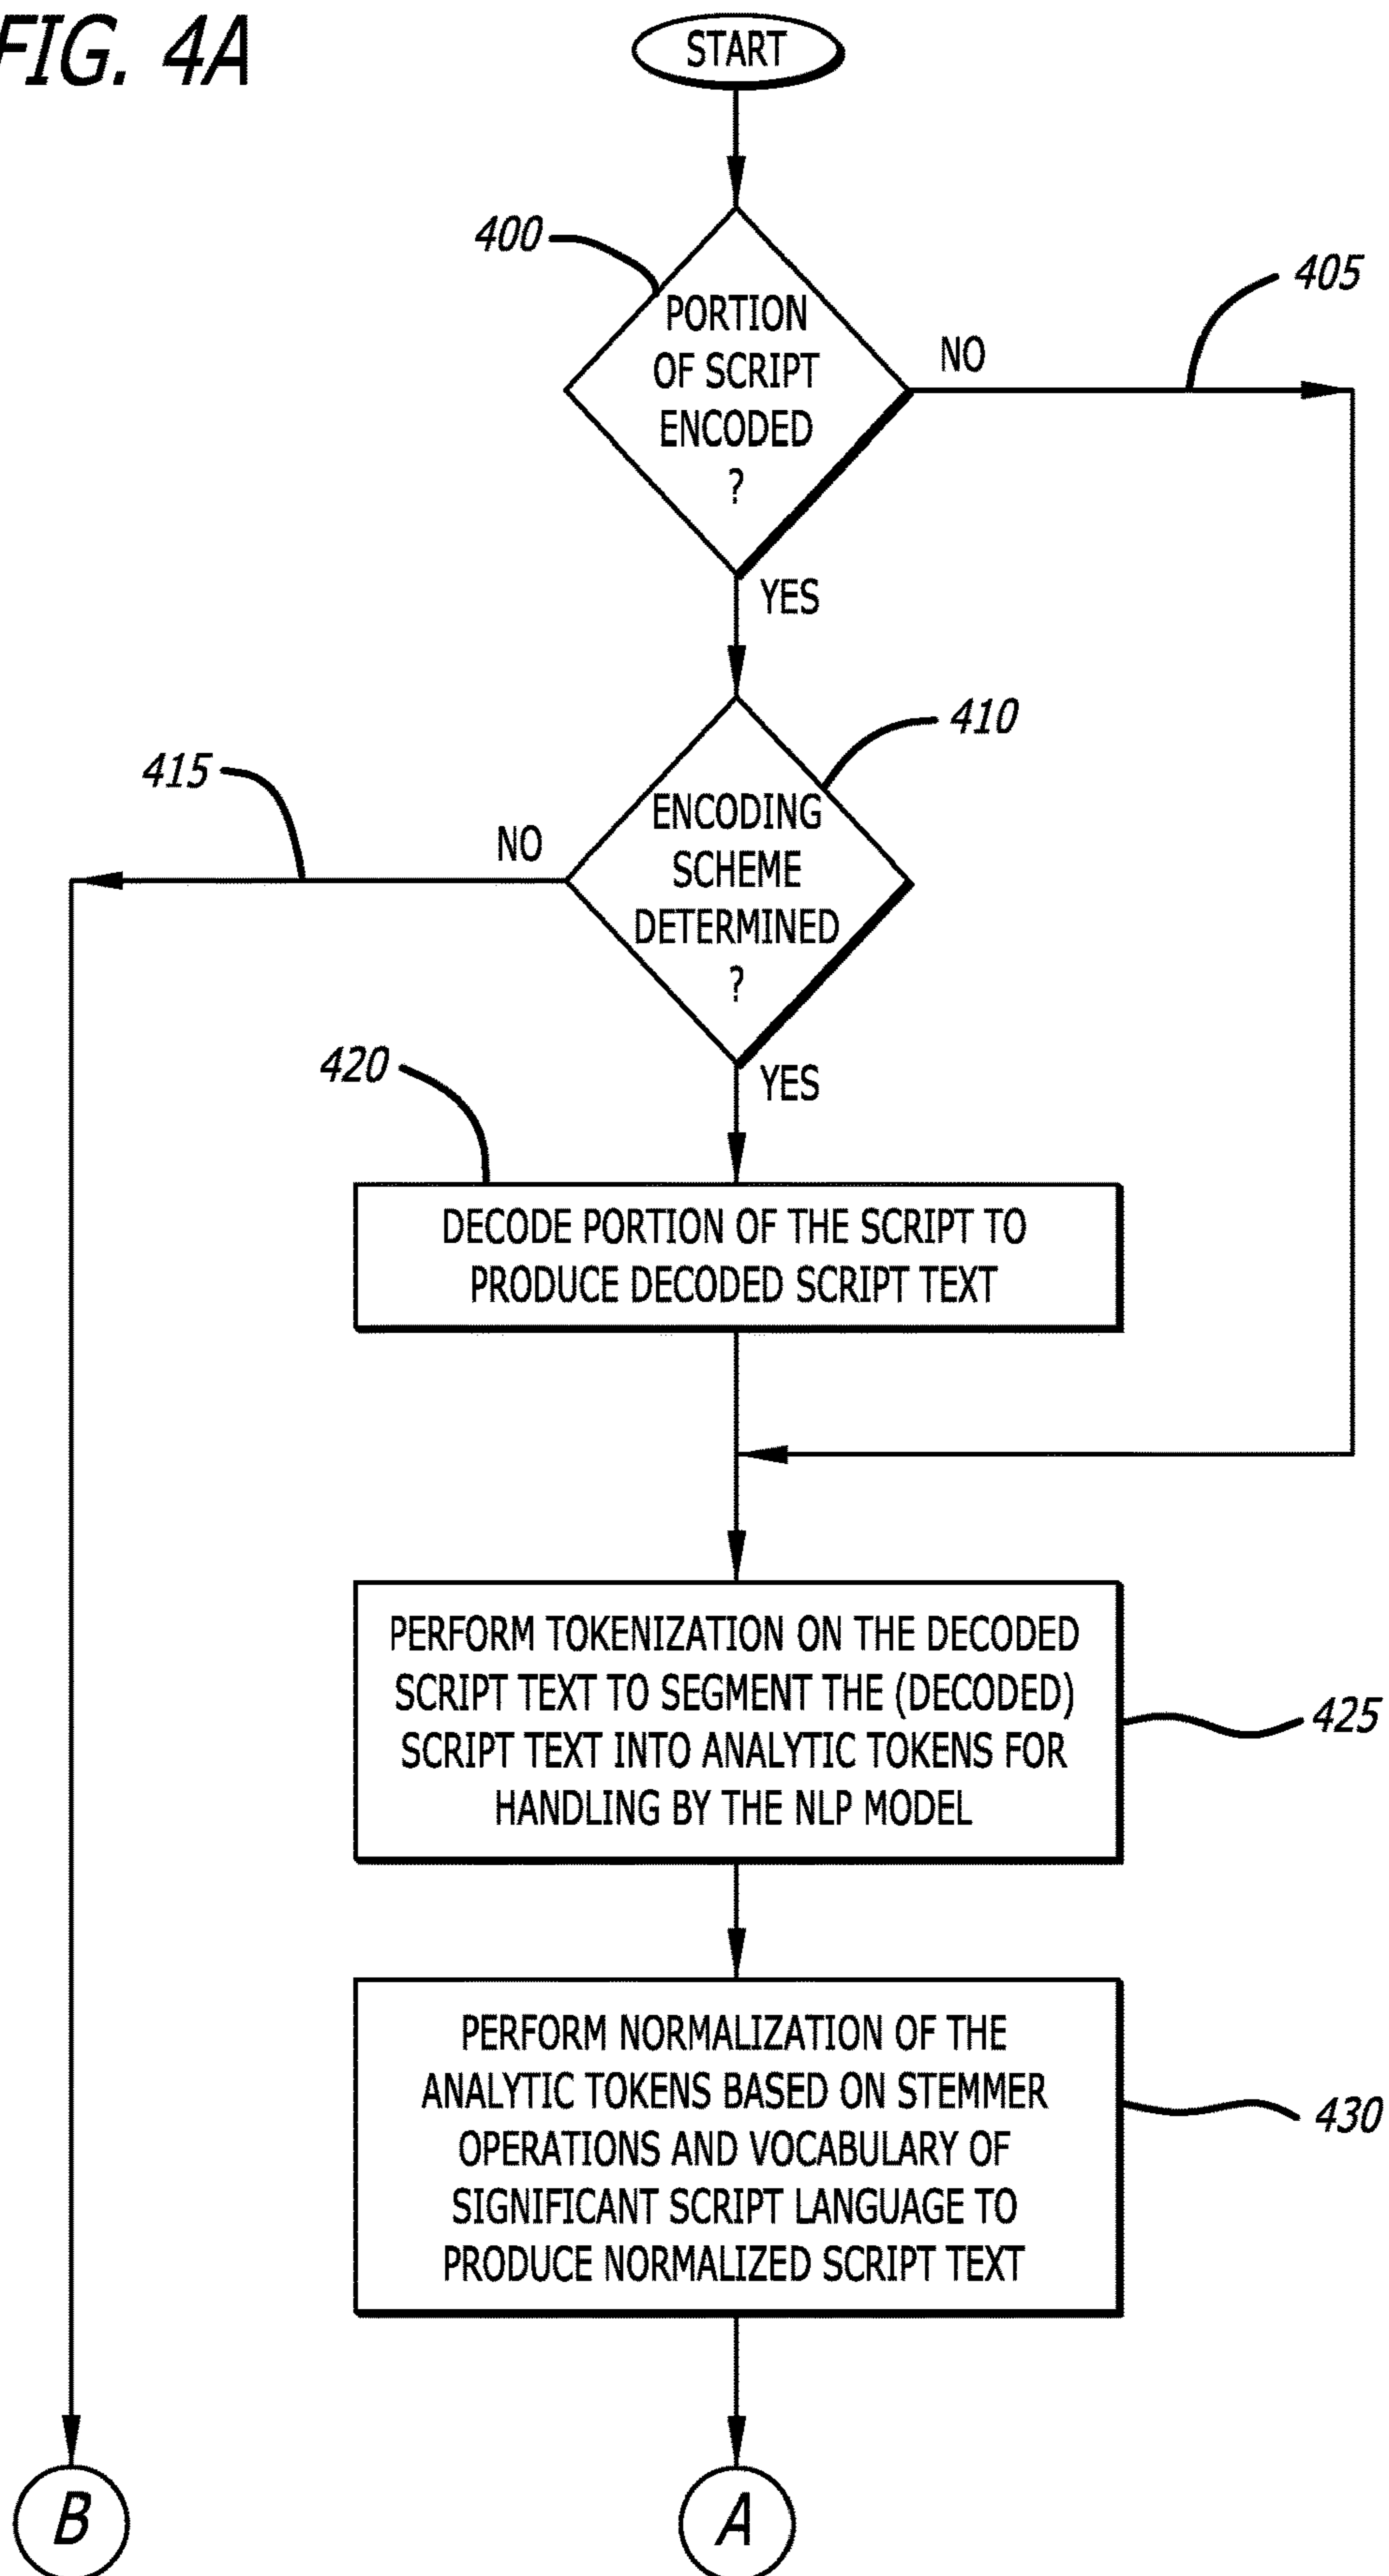 FIG. 4A
START
400
PORTION
OF SCRIPT
ENCODED
?
NO
405
YES
410
ENCODING
SCHEME
DETERMINED
?
415
NO
YES
420
DECODE PORTION OF THE SCRIPT TO
PRODUCE DECODED SCRIPT TEXT
PERFORM TOKENIZATION ON THE DECODED
SCRIPT TEXT TO SEGMENT THE (DECODED)
SCRIPT TEXT INTO ANALYTIC TOKENS FOR
HANDLING BY THE NLP MODEL
425
PERFORM NORMALIZATION OF THE
ANALYTIC TOKENS BASED ON STEMMER
OPERATIONS AND VOCABULARY OF
SIGNIFICANT SCRIPT LANGUAGE TO
PRODUCE NORMALIZED SCRIPT TEXT
430
B
A